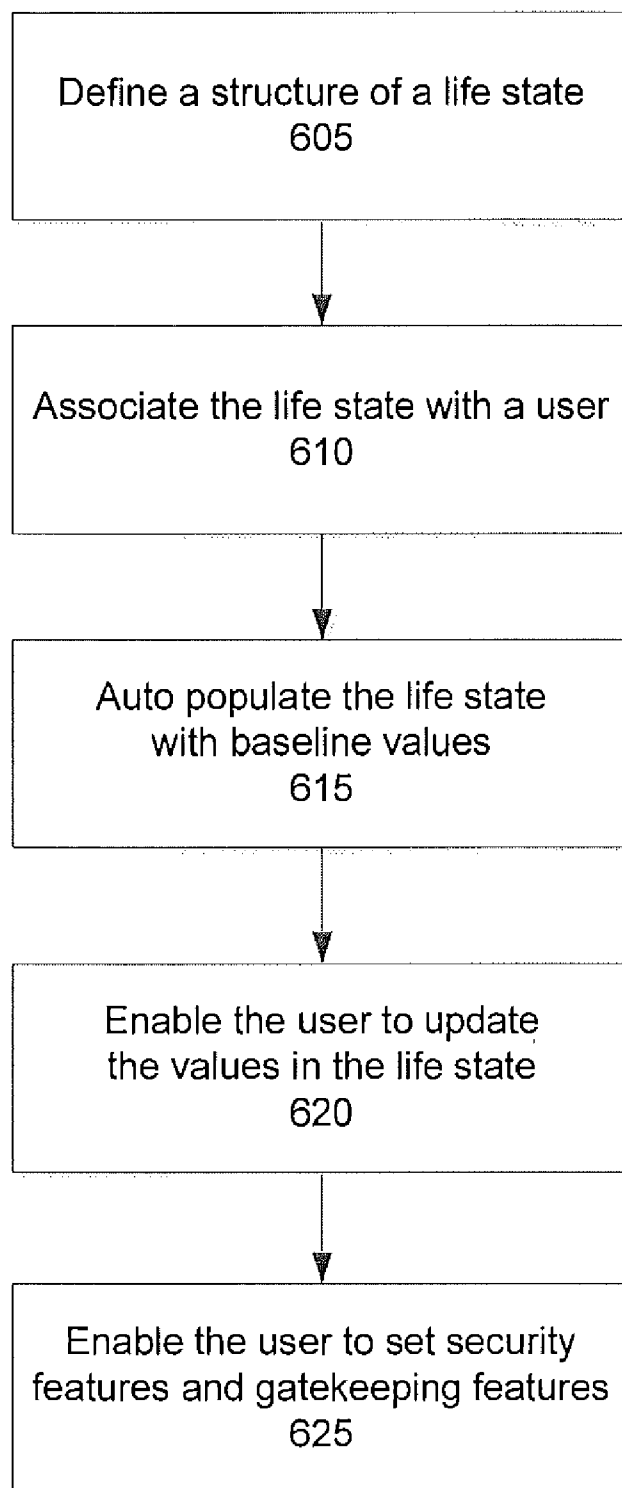 Define a structure of a life state
605
Associate the life state with a user
610
Auto populate the life state
with baseline values
615
Enable the user to update
the values in the life state
620
Enable the user to set security
features and gatekeeping features
625